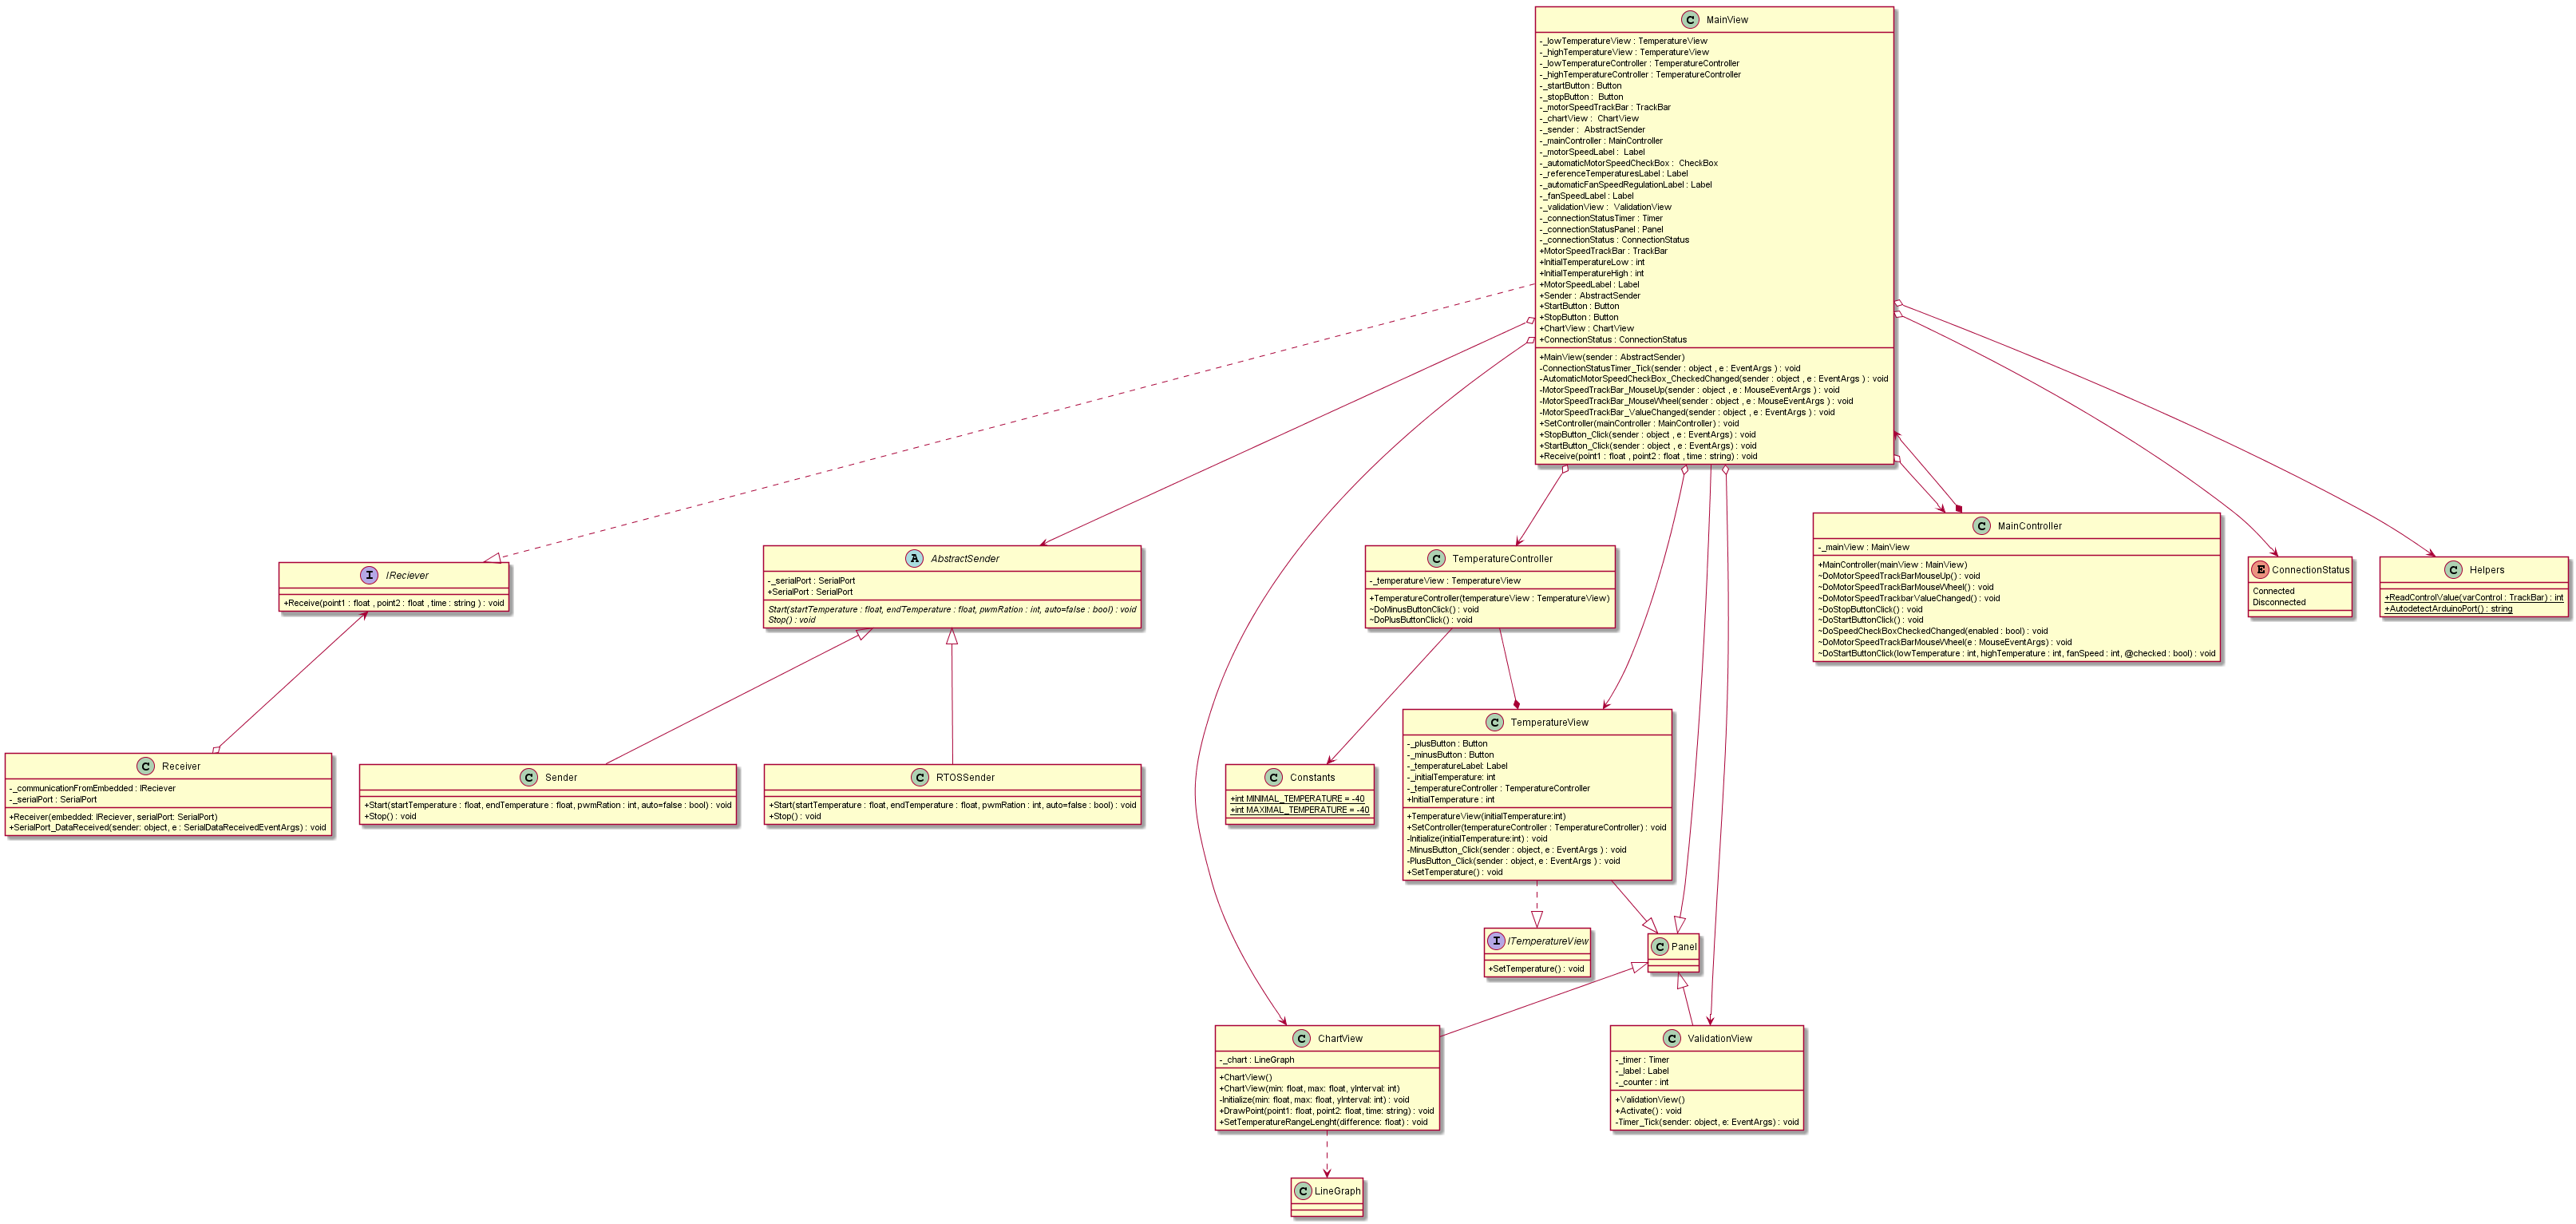 C MainView
-_lowTemperatureView : TemperatureView
-_highTemperatureView : TemperatureView
-_lowTemperatureController : TemperatureController
-_highTemperatureController : TemperatureController
-_startButton : Button
-_stopButton :  Button
-_motorSpeedTrackBar : TrackBar
-_chartView :  ChartView
-_sender :  AbstractSender
-_mainController : MainController
-_motorSpeedLabel :  Label
-_automaticMotorSpeedCheckBox :  CheckBox
-_referenceTemperaturesLabel : Label
-_automaticFanSpeedRegulationLabel : Label
-_fanSpeedLabel : Label
-_validationView :  ValidationView
-_connectionStatusTimer : Timer
-_connectionStatusPanel : Panel
-_connectionStatus : ConnectionStatus
+MotorSpeedTrackBar : TrackBar
+InitialTemperatureLow : int
+InitialTemperatureHigh : int
+MotorSpeedLabel : Label
+Sender : AbstractSender
+StartButton : Button
+StopButton : Button
+ChartView : ChartView
+ConnectionStatus : ConnectionStatus
+MainView(sender : AbstractSender)
-ConnectionStatusTimer_Tick(sender : object , e : EventArgs ) : void
-AutomaticMotorSpeedCheckBox_CheckedChanged(sender : object , e : EventArgs ) : void
-MotorSpeedTrackBar_MouseUp(sender : object , e : MouseEventArgs ) : void
-MotorSpeedTrackBar_MouseWheel(sender : object , e : MouseEventArgs ) : void
-MotorSpeedTrackBar_ValueChanged(sender : object , e : EventArgs ) : void
+SetController(mainController : MainController) : void
+StopButton_Click(sender : object , e : EventArgs) : void
+StartButton_Click(sender : object , e : EventArgs) : void
+Receive(point1 : float , point2 : float , time : string) : void
I IReciever
+Receive(point1 : float , point2 : float , time : string ) : void
A AbstractSender
-_serialPort : SerialPort
+SerialPort : SerialPort
Start(startTemperature : float, endTemperature : float, pwmRation : int, auto=false : bool) : void
Stop() : void
C TemperatureController
-_temperatureView : TemperatureView
+TemperatureController(temperatureView : TemperatureView)
~DoMinusButtonClick() : void
~DoPlusButtonClick() : void
C MainController
-_mainView : MainView
+MainController(mainView : MainView)
~DoMotorSpeedTrackBarMouseUp() : void
~DoMotorSpeedTrackBarMouseWheel() : void
~DoMotorSpeedTrackbarValueChanged() : void
~DoStopButtonClick() : void
~DoStartButtonClick() : void
~DoSpeedCheckBoxCheckedChanged(enabled : bool) : void
~DoMotorSpeedTrackBarMouseWheel(e : MouseEventArgs) : void
~DoStartButtonClick(lowTemperature : int, highTemperature : int, fanSpeed : int, @checked : bool) : void
E ConnectionStatus
Connected
Disconnected
C Helpers
+ReadControlValue(varControl : TrackBar) : int
+AutodetectArduinoPort() : string
C Receiver
-_communicationFromEmbedded : IReciever
-_serialPort : SerialPort
+Receiver(embedded: IReciever, serialPort: SerialPort)
+SerialPort_DataReceived(sender: object, e : SerialDataReceivedEventArgs) : void
C Sender
+Start(startTemperature : float, endTemperature : float, pwmRation : int, auto=false : bool) : void
+Stop() : void
C RTOSSender
+Start(startTemperature : float, endTemperature : float, pwmRation : int, auto=false : bool) : void
+Stop() : void
C Constants
+int MINIMAL_TEMPERATURE = -40
+int MAXIMAL_TEMPERATURE = -40
C TemperatureView
-_plusButton : Button
-_minusButton : Button
-_temperatureLabel: Label
-_initialTemperature: int
-_temperatureController : TemperatureController
+InitialTemperature : int
+TemperatureView(initialTemperature:int)
+SetController(temperatureController : TemperatureController) : void
-Initialize(initialTemperature:int) : void
-MinusButton_Click(sender : object, e : EventArgs ) : void
-PlusButton_Click(sender : object, e : EventArgs ) : void
+SetTemperature() : void
I ITemperatureView
+SetTemperature() : void
C Panel
C ChartView
-_chart : LineGraph
+ChartView()
+ChartView(min: float, max: float, yInterval: int)
-Initialize(min: float, max: float, yInterval: int) : void
+DrawPoint(point1: float, point2: float, time: string) : void
+SetTemperatureRangeLenght(difference: float) : void
C ValidationView
-_timer : Timer
-_label : Label
-_counter : int
+ValidationView()
+Activate() : void
-Timer_Tick(sender: object, e: EventArgs) : void
C LineGraph